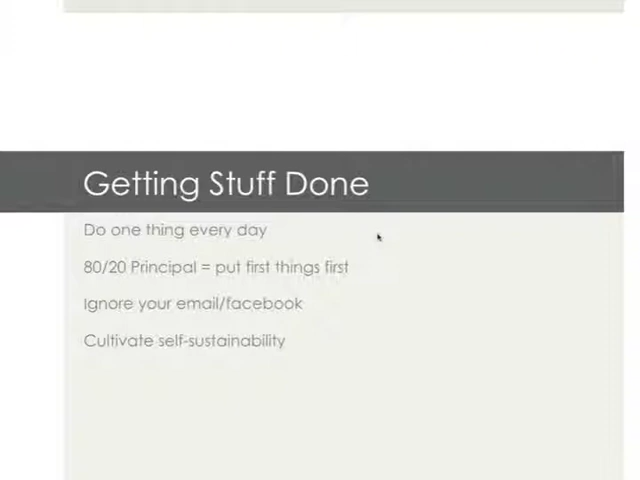 Getting Stuff Done
Do one thing every day
80/20 Principal = put first things first
Ignore your email/facebook
Cultivate self-sustainability